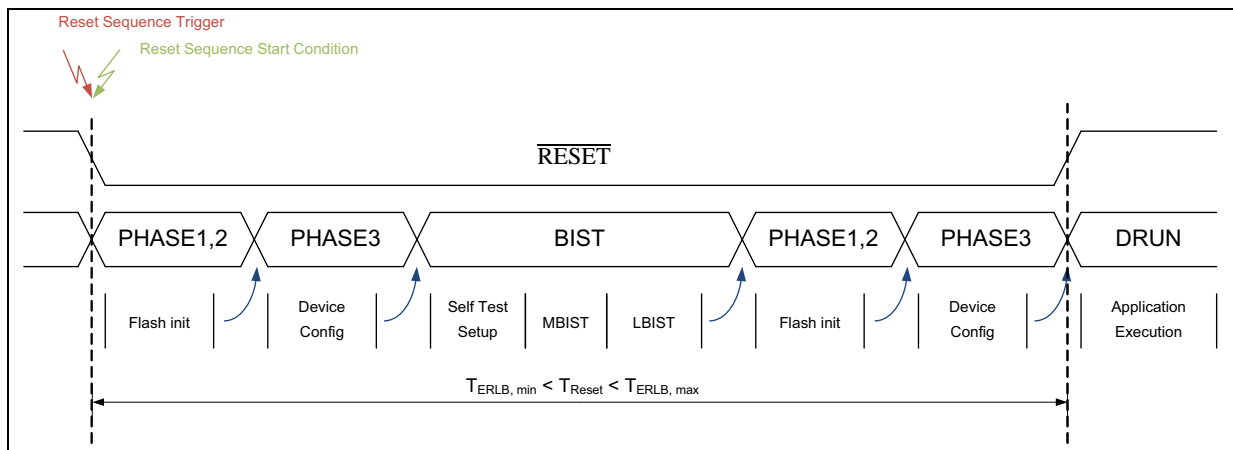 Reset Sequence Trigger
Reset Sequence Start Condition
RESET
PHASE1,2 PHASE3 BIST PHASE1,2 PHASE3 DRUN
Flash init Device Config Self Test Setup MBIST LBIST Flash init Device Config Application Execution
TERLB, min < TReset < TERLB, max